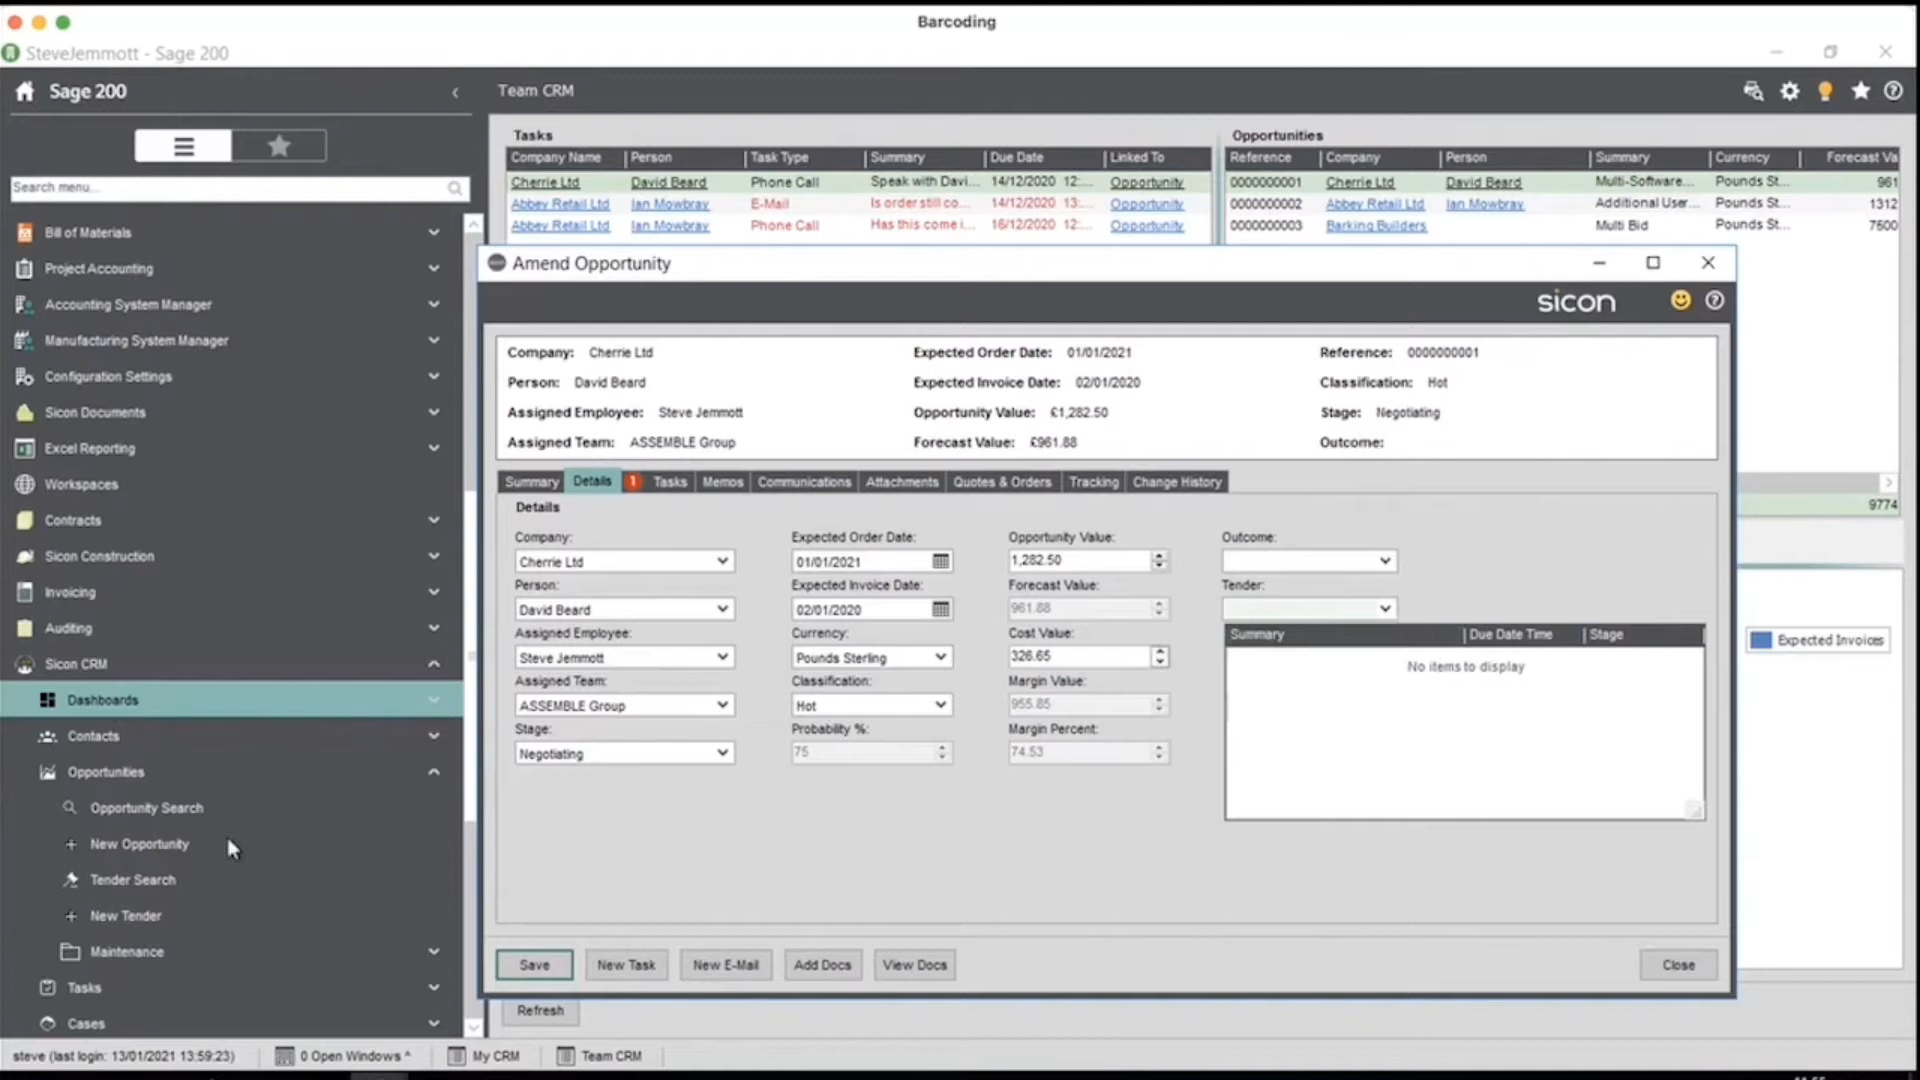 Barcoding
SteveJemmott - Sage 200
Sage 200
Search menu...
Bill of Materials
Project Accounting
Accounting System Manager
Manufacturing System Manager
Configuration Settings
Sicon Documents
Excel Reporting
Workspaces
Contracts
Sicon Construction
Invoicing
Auditing
Sicon CRM
Dashboards
Contacts
Opportunities
Opportunity Search
New Opportunity
Tender Search
New Tender
Maintenance
Tasks
Cases
Team CRM
Tasks
Company Name Person Task Type Summary Due Date Linked To
Cherrie Ltd David Beard Phone Call Speak with Davi... 14/12/2020 12:... Opportunity
Abbey Retail Ltd Ian Mowbray E-Mail Is order still co... 14/12/2020 13:... Opportunity
Abbey Retail Ltd Ian Mowbray Phone Call Has this come i... 16/12/2020 12:... Opportunity
Opportunities
Reference Company Person Summary Currency Forecast Va
0000000001 Cherrie Ltd David Beard Multi-Software... Pounds St... 961
0000000002 Abbey Retail Ltd Ian Mowbray Additional User... Pounds St... 1312
0000000003 Barking Builders Multi Bid Pounds St... 7500
9774
Expected Invoices
Amend Opportunity
sicon
Company: Cherrie Ltd Expected Order Date: 01/01/2021 Reference: 0000000001
Person: David Beard Expected Invoice Date: 02/01/2020 Classification: Hot
Assigned Employee: Steve Jemmott Opportunity Value: £1,282.50 Stage: Negotiating
Assigned Team: ASSEMBLE Group Forecast Value: £961.88 Outcome:
Summary Details 1 Tasks Memos Communications Attachments Quotes & Orders Tracking Change History
Details
Company: Expected Order Date: Opportunity Value: Outcome:
Cherrie Ltd 01/01/2021 1,282.50
Person: Expected Invoice Date: Forecast Value: Tender:
David Beard 02/01/2020 961.88
Assigned Employee: Currency: Cost Value: Summary Due Date Time Stage
Steve Jemmott Pounds Sterling 326.65 No items to display
Assigned Team: Classification: Margin Value:
ASSEMBLE Group Hot 955.85
Stage: Probability %: Margin Percent:
Negotiating 75 74.53
Save New Task New E-Mail Add Docs View Docs Close
Refresh
steve (last login: 13/01/2021 13:59:23) 0 Open Windows ^ My CRM Team CRM